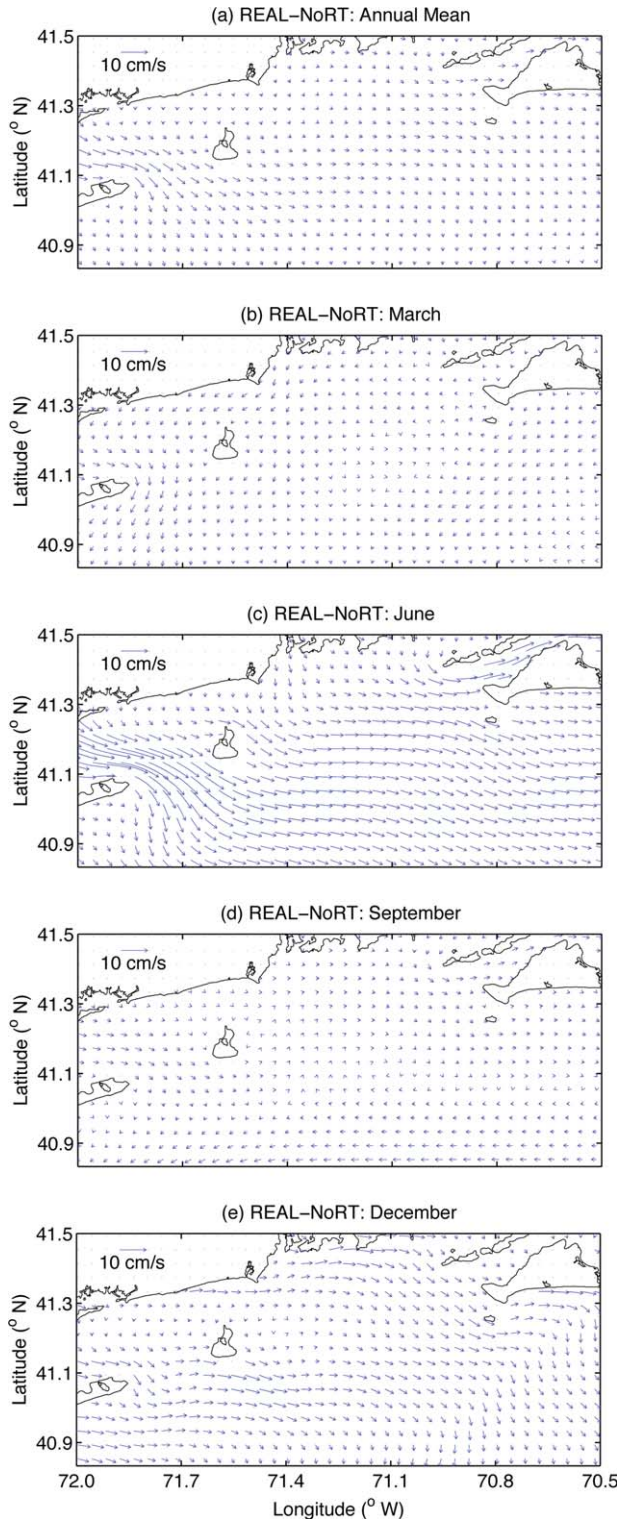 (a) REAL−NoRT: Annual Mean
41.5
10 cm/s
41.3
Latitude (° N)
41.1
40.9
(b) REAL−NoRT: March
41.5
10 cm/s
41.3
Latitude (° N)
41.1
40.9
(c) REAL−NoRT: June
41.5
10 cm/s
41.3
Latitude (° N)
41.1
40.9
(d) REAL−NoRT: September
41.5
10 cm/s
41.3
Latitude (° N)
41.1
40.9
(e) REAL−NoRT: December
41.5
10 cm/s
41.3
Latitude (° N)
41.1
40.9
72.0 71.7 71.4 71.1 70.8 70.5
Longitude (° W)